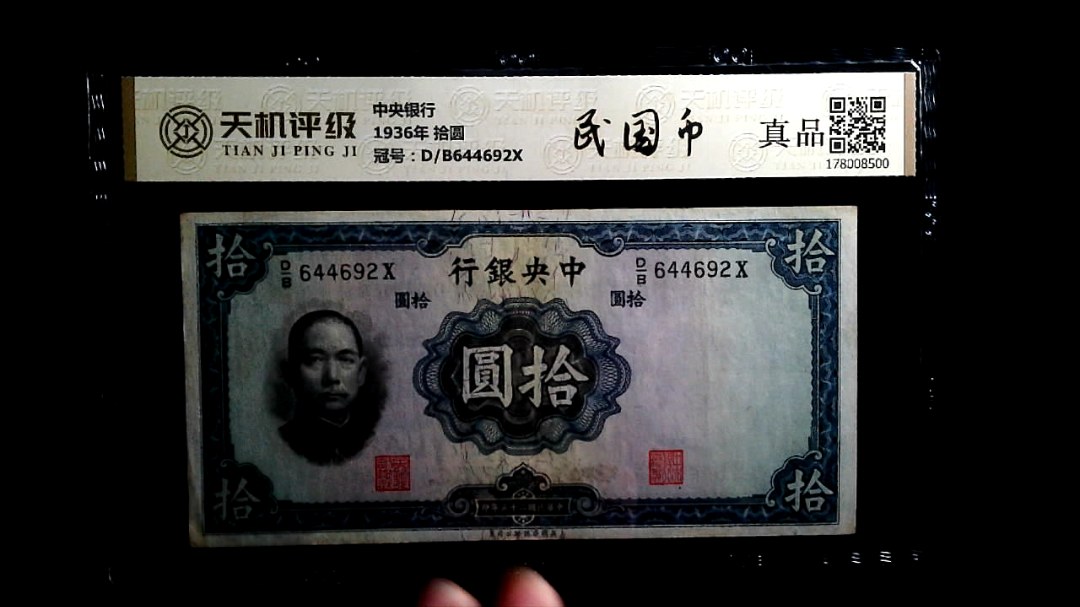 天机评级
TIAN JI PING JI
中央银行
1936年 拾圆
冠号：D/B644692X
民国币
真品
178008500
拾
拾
D/B 644692X
行銀央中
D/B 644692X
圓拾
圓拾
圓拾
拾
拾